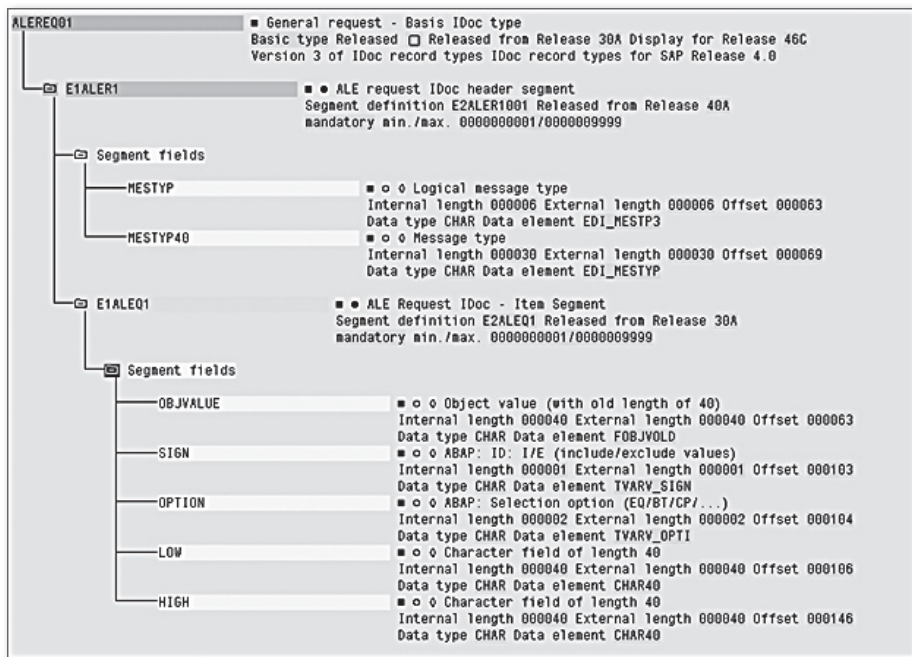 ALEREQ01 General request - Basis IDoc type
Basic type Released Released from Release 30A Display for Release 46C
Version 3 of IDoc record types IDoc record types for SAP Release 4.0
E1ALER1 ALE request IDoc header segment
Segment definition E2ALER1001 Released from Release 40A
mandatory min./max. 0000000001/0000009999
Segment fields
MESTYP Logical message type
Internal length 000006 External length 000006 Offset 000063
Data type CHAR Data element EDI_MESTP3
MESTYP40 Message type
Internal length 000030 External length 000030 Offset 000069
Data type CHAR Data element EDI_MESTYP
E1ALEQ1 ALE Request IDoc - Item Segment
Segment definition E2ALEQ1 Released from Release 30A
mandatory min./max. 0000000001/0000009999
Segment fields
OBJVALUE Object value (with old length of 40)
Internal length 000040 External length 000040 Offset 000063
Data type CHAR Data element FOBJVOLD
SIGN ABAP: ID: I/E (include/exclude values)
Internal length 000001 External length 000001 Offset 000103
Data type CHAR Data element TVARV_SIGN
OPTION ABAP: Selection option (EQ/BT/CP/...)
Internal length 000002 External length 000002 Offset 000104
Data type CHAR Data element TVARV_OPTI
LOW Character field of length 40
Internal length 000040 External length 000040 Offset 000106
Data type CHAR Data element CHAR40
HIGH Character field of length 40
Internal length 000040 External length 000040 Offset 000146
Data type CHAR Data element CHAR40